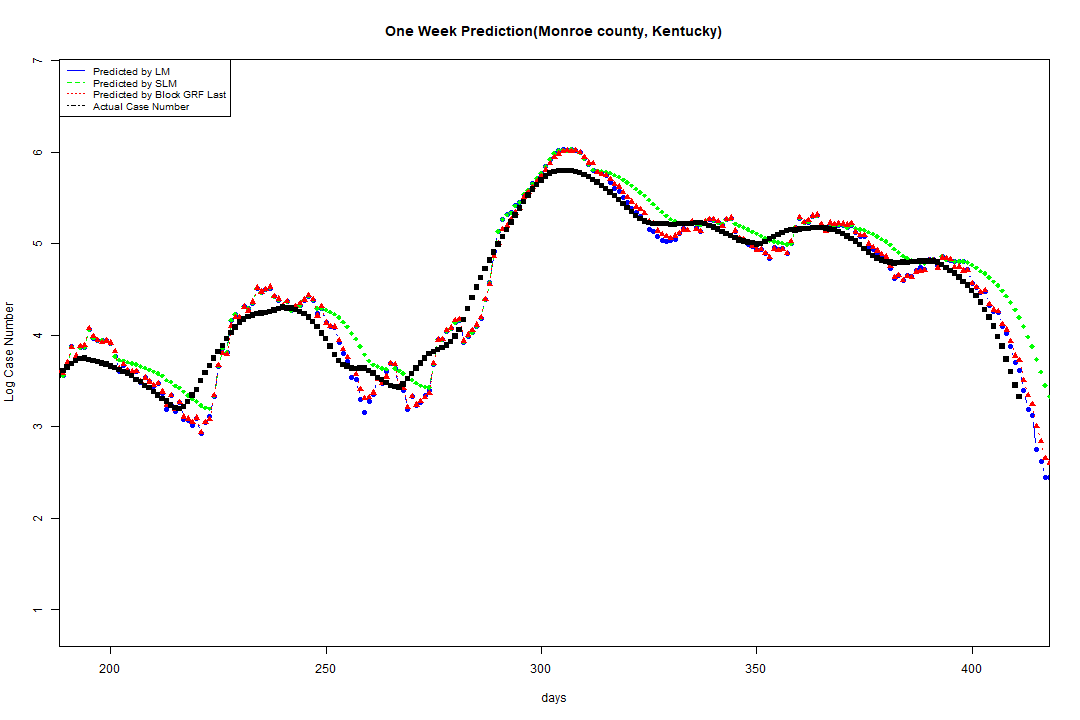 One Week Prediction(Monroe county, Kentucky)
Predicted by LM
Predicted by SLM
Predicted by Block GRF Last
Actual Case Number
7
6
5
4
3
2
1
Log Case Number
200 250 300 350 400
days